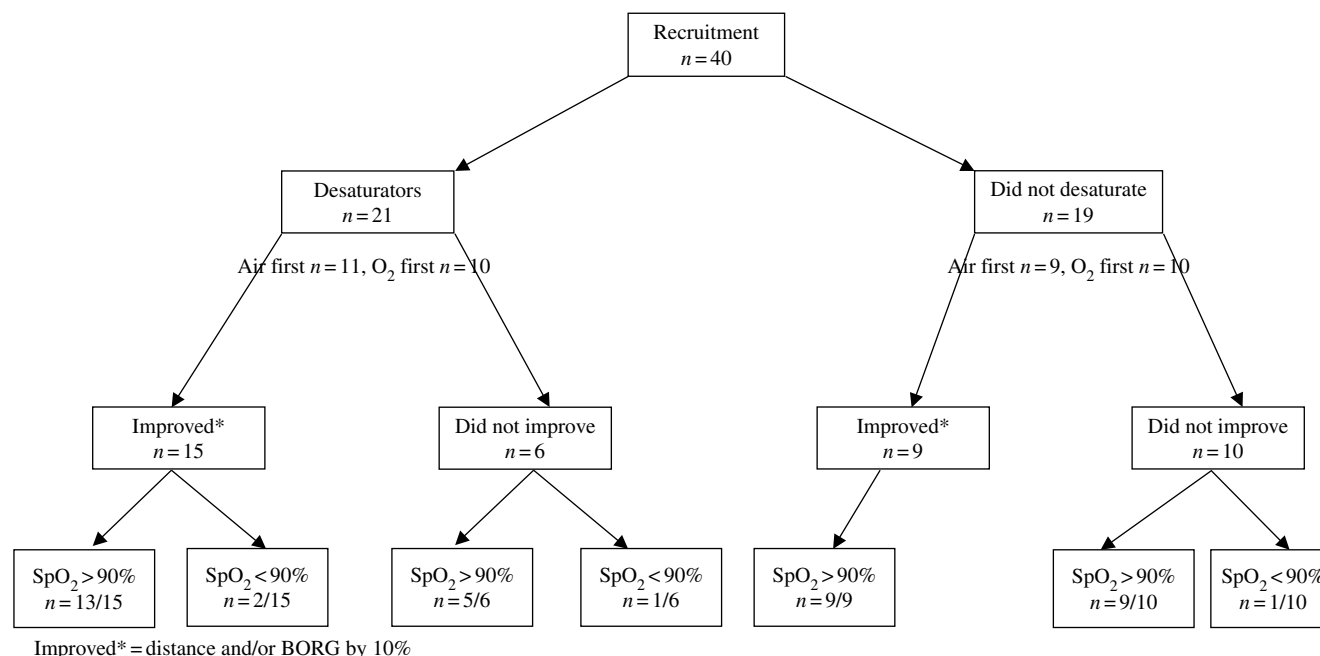 Recruitment
n = 40
Desaturators
n = 21
Did not desaturate
n = 19
Air first n = 11, O₂ first n = 10
Air first n = 9, O₂ first n = 10
Improved*
n = 15
Did not improve
n = 6
Improved*
n = 9
Did not improve
n = 10
SpO₂ > 90%
n = 13/15
SpO₂ < 90%
n = 2/15
SpO₂ > 90%
n = 5/6
SpO₂ < 90%
n = 1/6
SpO₂ > 90%
n = 9/9
SpO₂ > 90%
n = 9/10
SpO₂ < 90%
n = 1/10
Improved* = distance and/or BORG by 10%